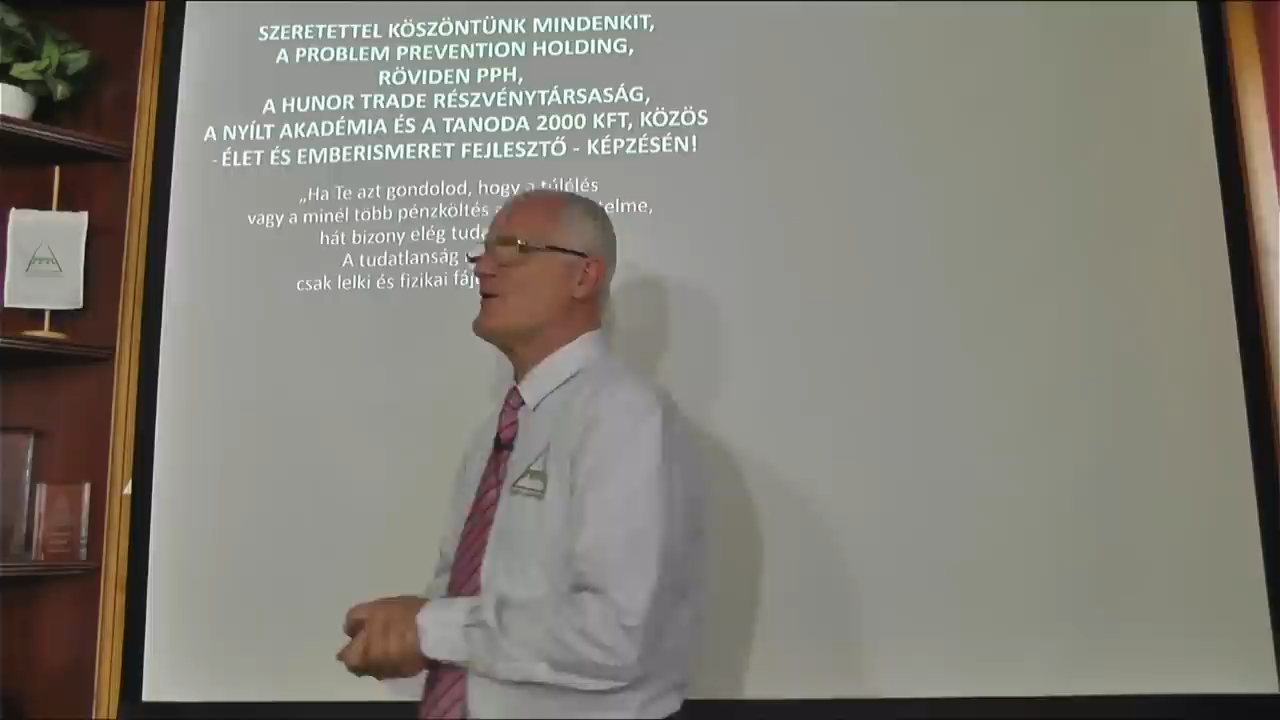 SZERETETTEL KÖSZÖNTÜNK MINDENKIT,
A PROBLEM PREVENTION HOLDING,
RÖVIDEN PPH,
A HUNOR TRADE RÉSZVÉNYTÁRSASÁG,
A NYÍLT AKADÉMIA ÉS A TANODA 2000 KFT, KÖZÖS
- ÉLET ÉS EMBERISMERET FEJLESZTŐ - KÉPZÉSÉN!
„Ha Te azt gondolod, hogy a túlélés
vagy a minél több pénzköltés
hát bizony elég
A tudatlanság
csak lelki és fizikai